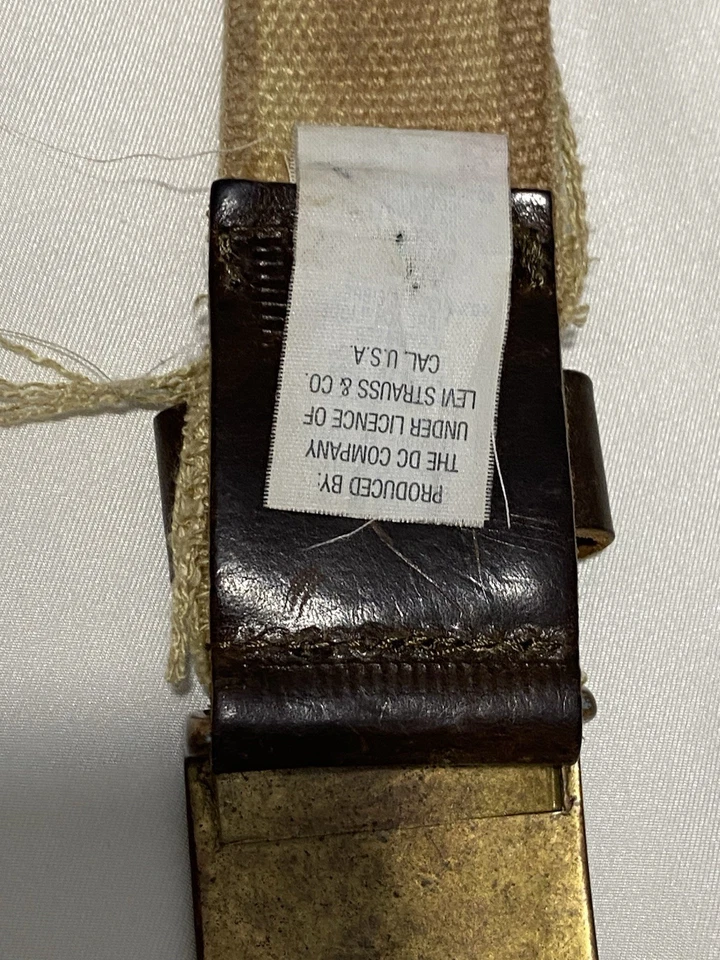 PRODUCED BY:
THE DC COMPANY
UNDER LICENCE OF
LEVI STRAUSS & CO.
CAL. U.S.A.